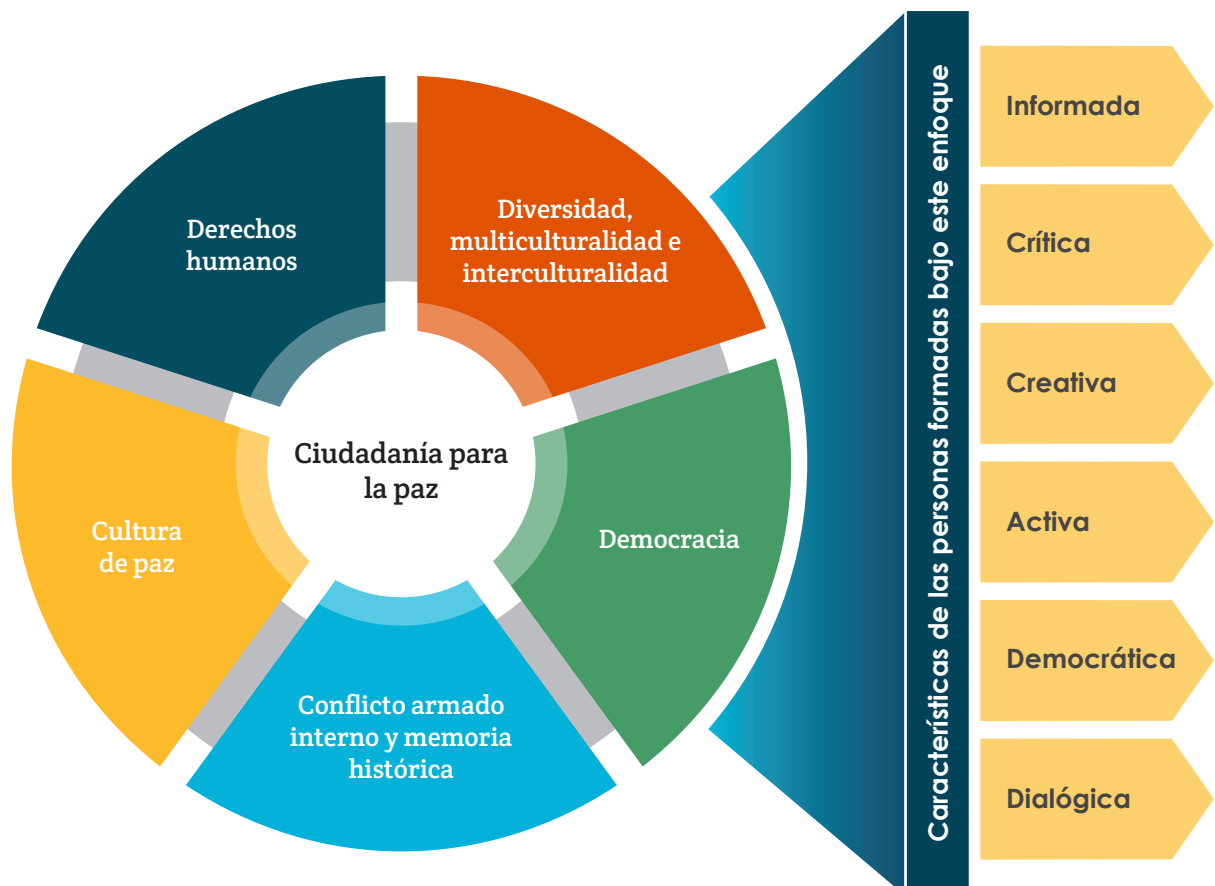 Derechos
humanos
Diversidad,
multiculturalidad e
interculturalidad
Ciudadanía para
la paz
Cultura
de paz
Democracia
Conflicto armado
interno y memoria
histórica
Características de las personas formadas bajo este enfoque
Informada
Crítica
Creativa
Activa
Democrática
Dialógica